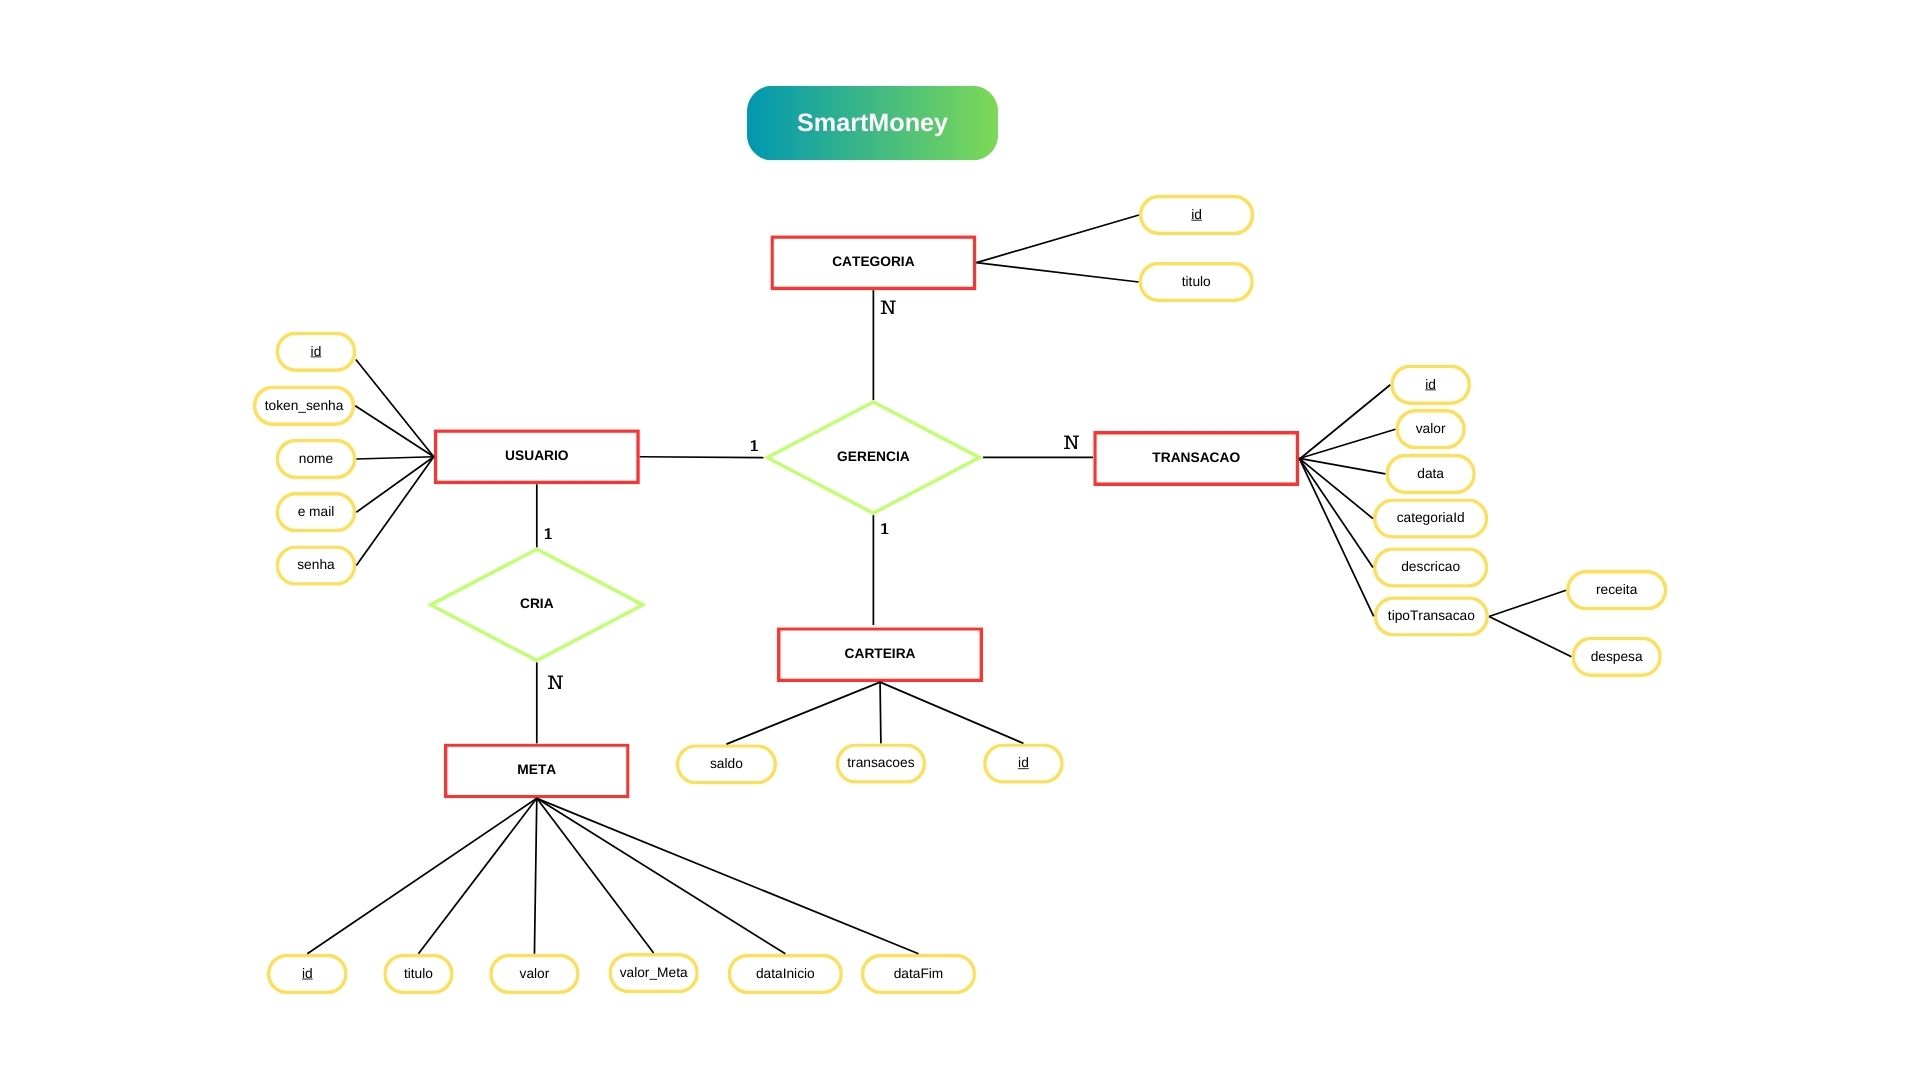 SmartMoney
id
CATEGORIA
titulo
N
id
token_senha
nome
e mail
senha
USUARIO
1
GERENCIA
N
TRANSACAO
id
valor
data
categoriaId
descricao
tipoTransacao
receita
despesa
1
1
CRIA
N
CARTEIRA
saldo
transacoes
id
META
id
titulo
valor
valor_Meta
dataInicio
dataFim